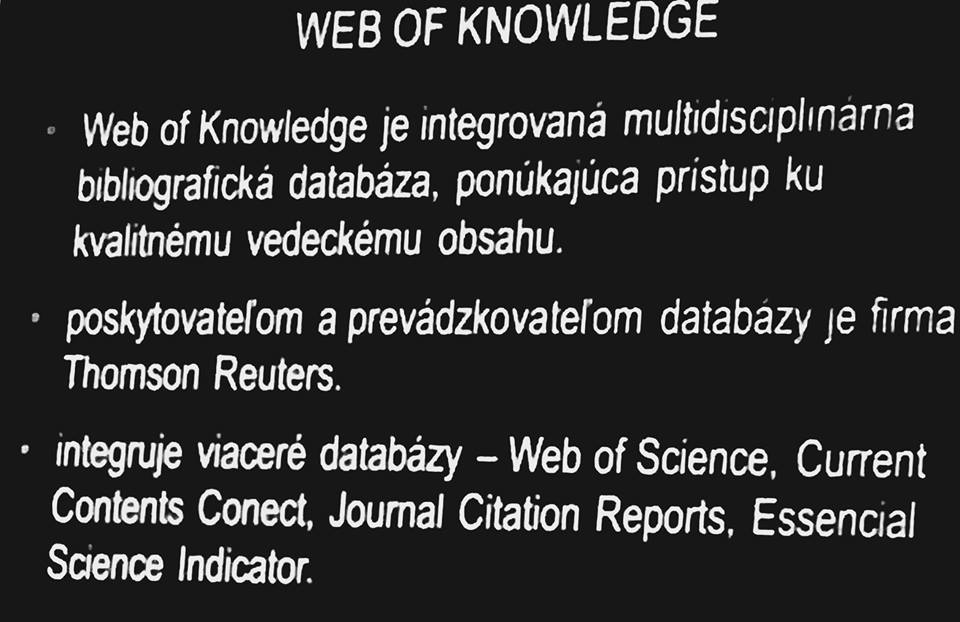 WEB OF KNOWLEDGE
• Web of Knowledge je integrovaná multidisciplinárna
bibliografická databáza, ponúkajúca prístup ku
kvalitnému vedeckému obsahu.
• poskytovateľom a prevádzkovateľom databázy je firma
Thomson Reuters.
• integruje viaceré databázy – Web of Science, Current
Contents Conect, Journal Citation Reports, Essencial
Science Indicator.